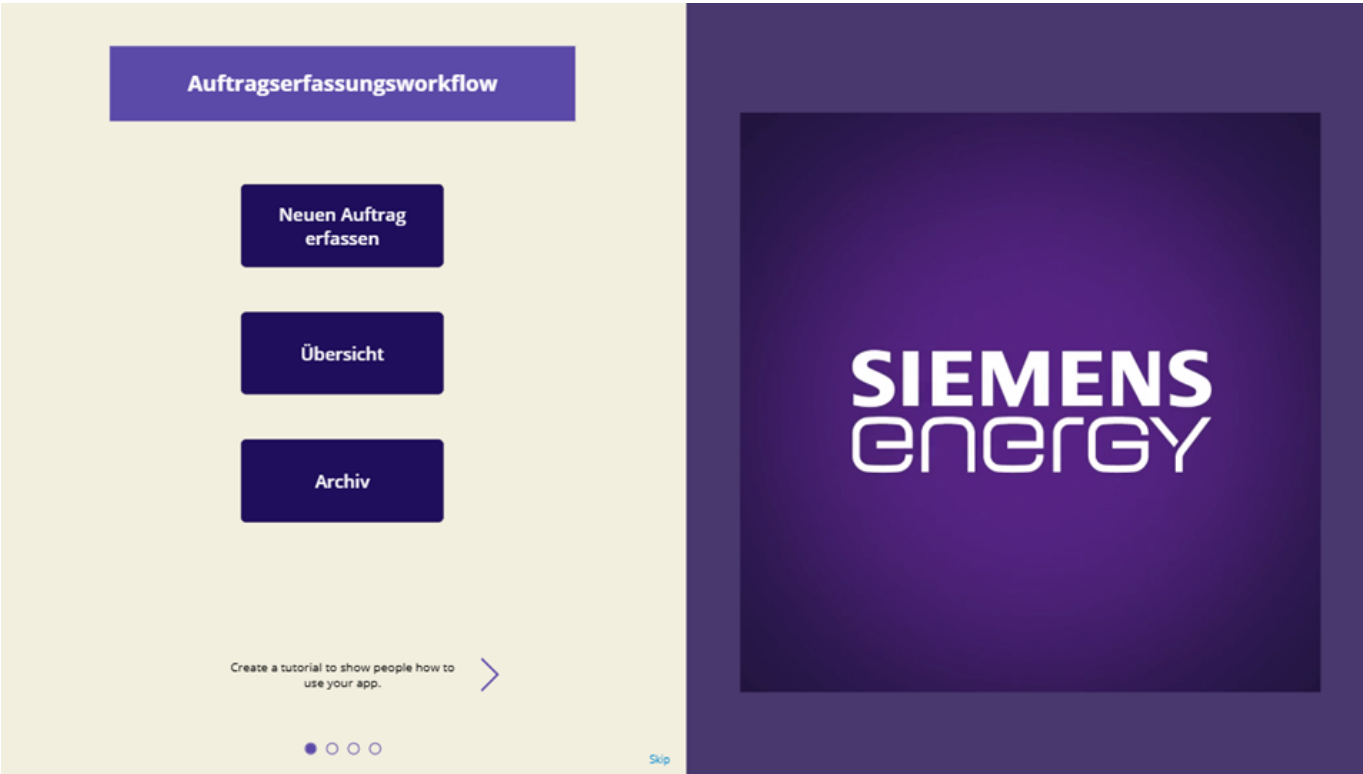 Auftragserfassungsworkflow
Neuen Auftrag
erfassen
Übersicht
Archiv
Create a tutorial to show people how to
use your app.
Skip
SIEMENS
energy